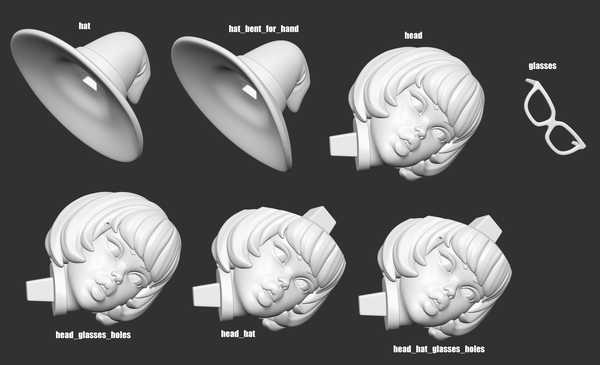 hat
hat_bent_for_hand
head
glasses
head_glasses_holes
head_hat
head_hat_glasses_holes